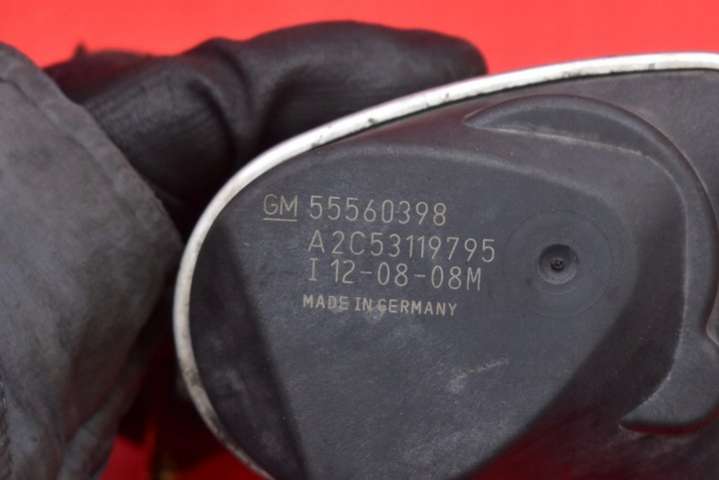 GM 55560398
A2C53119795
I 12-08-08M
MADE IN GERMANY